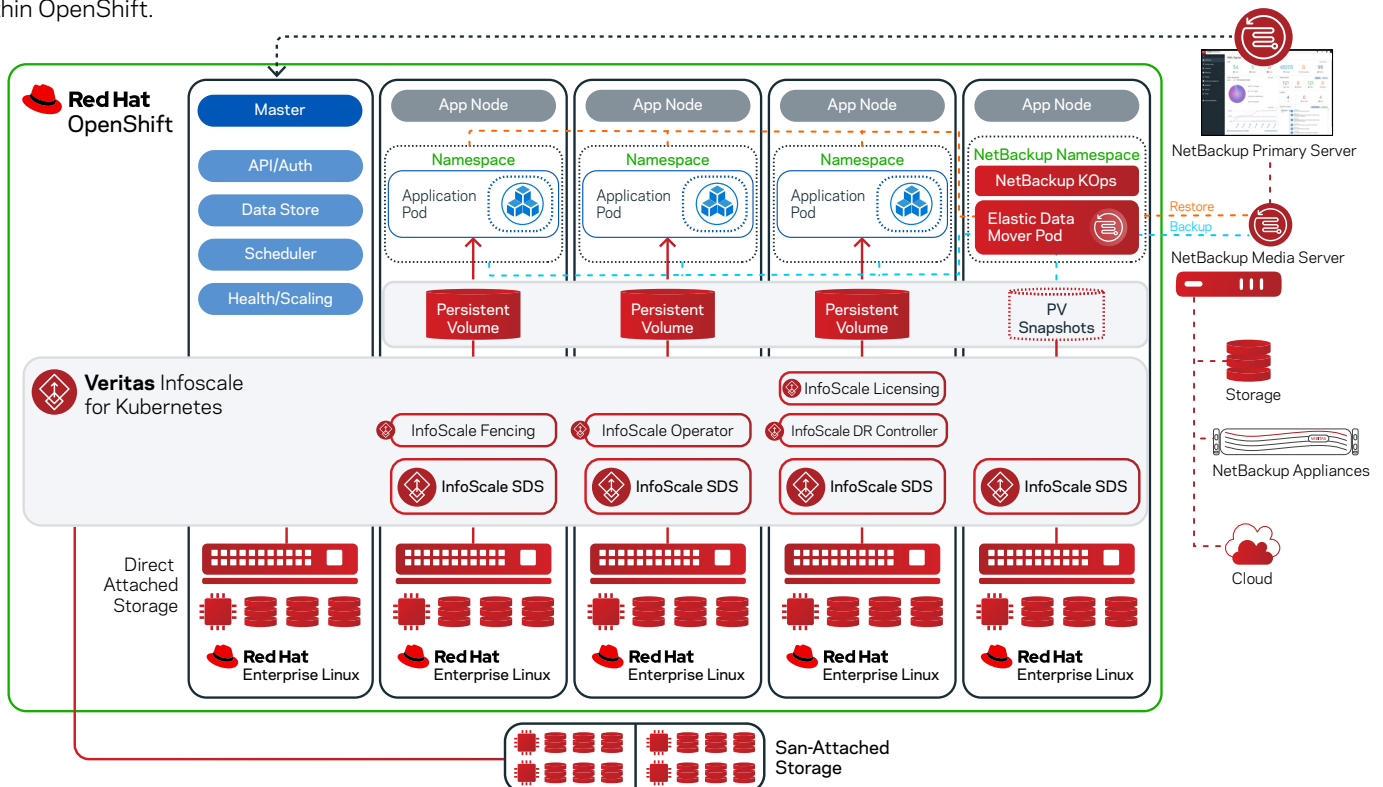 thin OpenShift.
Red Hat
OpenShift
Master
API/Auth
Data Store
Scheduler
Health/Scaling
App Node
Namespace
Application
Pod
App Node
Namespace
Application
Pod
App Node
Namespace
Application
Pod
App Node
NetBackup Namespace
NetBackup KOps
Elastic Data
Mover Pod
Restore
Backup
NetBackup Primary Server
NetBackup Media Server
Storage
VERITAS
NetBackup Appliances
Cloud
Persistent
Volume
Persistent
Volume
Persistent
Volume
PV
Snapshots
Veritas Infoscale
for Kubernetes
InfoScale Licensing
InfoScale Fencing
InfoScale Operator
InfoScale DR Controller
InfoScale SDS
InfoScale SDS
InfoScale SDS
InfoScale SDS
Direct
Attached
Storage
Red Hat
Enterprise Linux
Red Hat
Enterprise Linux
Red Hat
Enterprise Linux
Red Hat
Enterprise Linux
Red Hat
Enterprise Linux
San-Attached
Storage